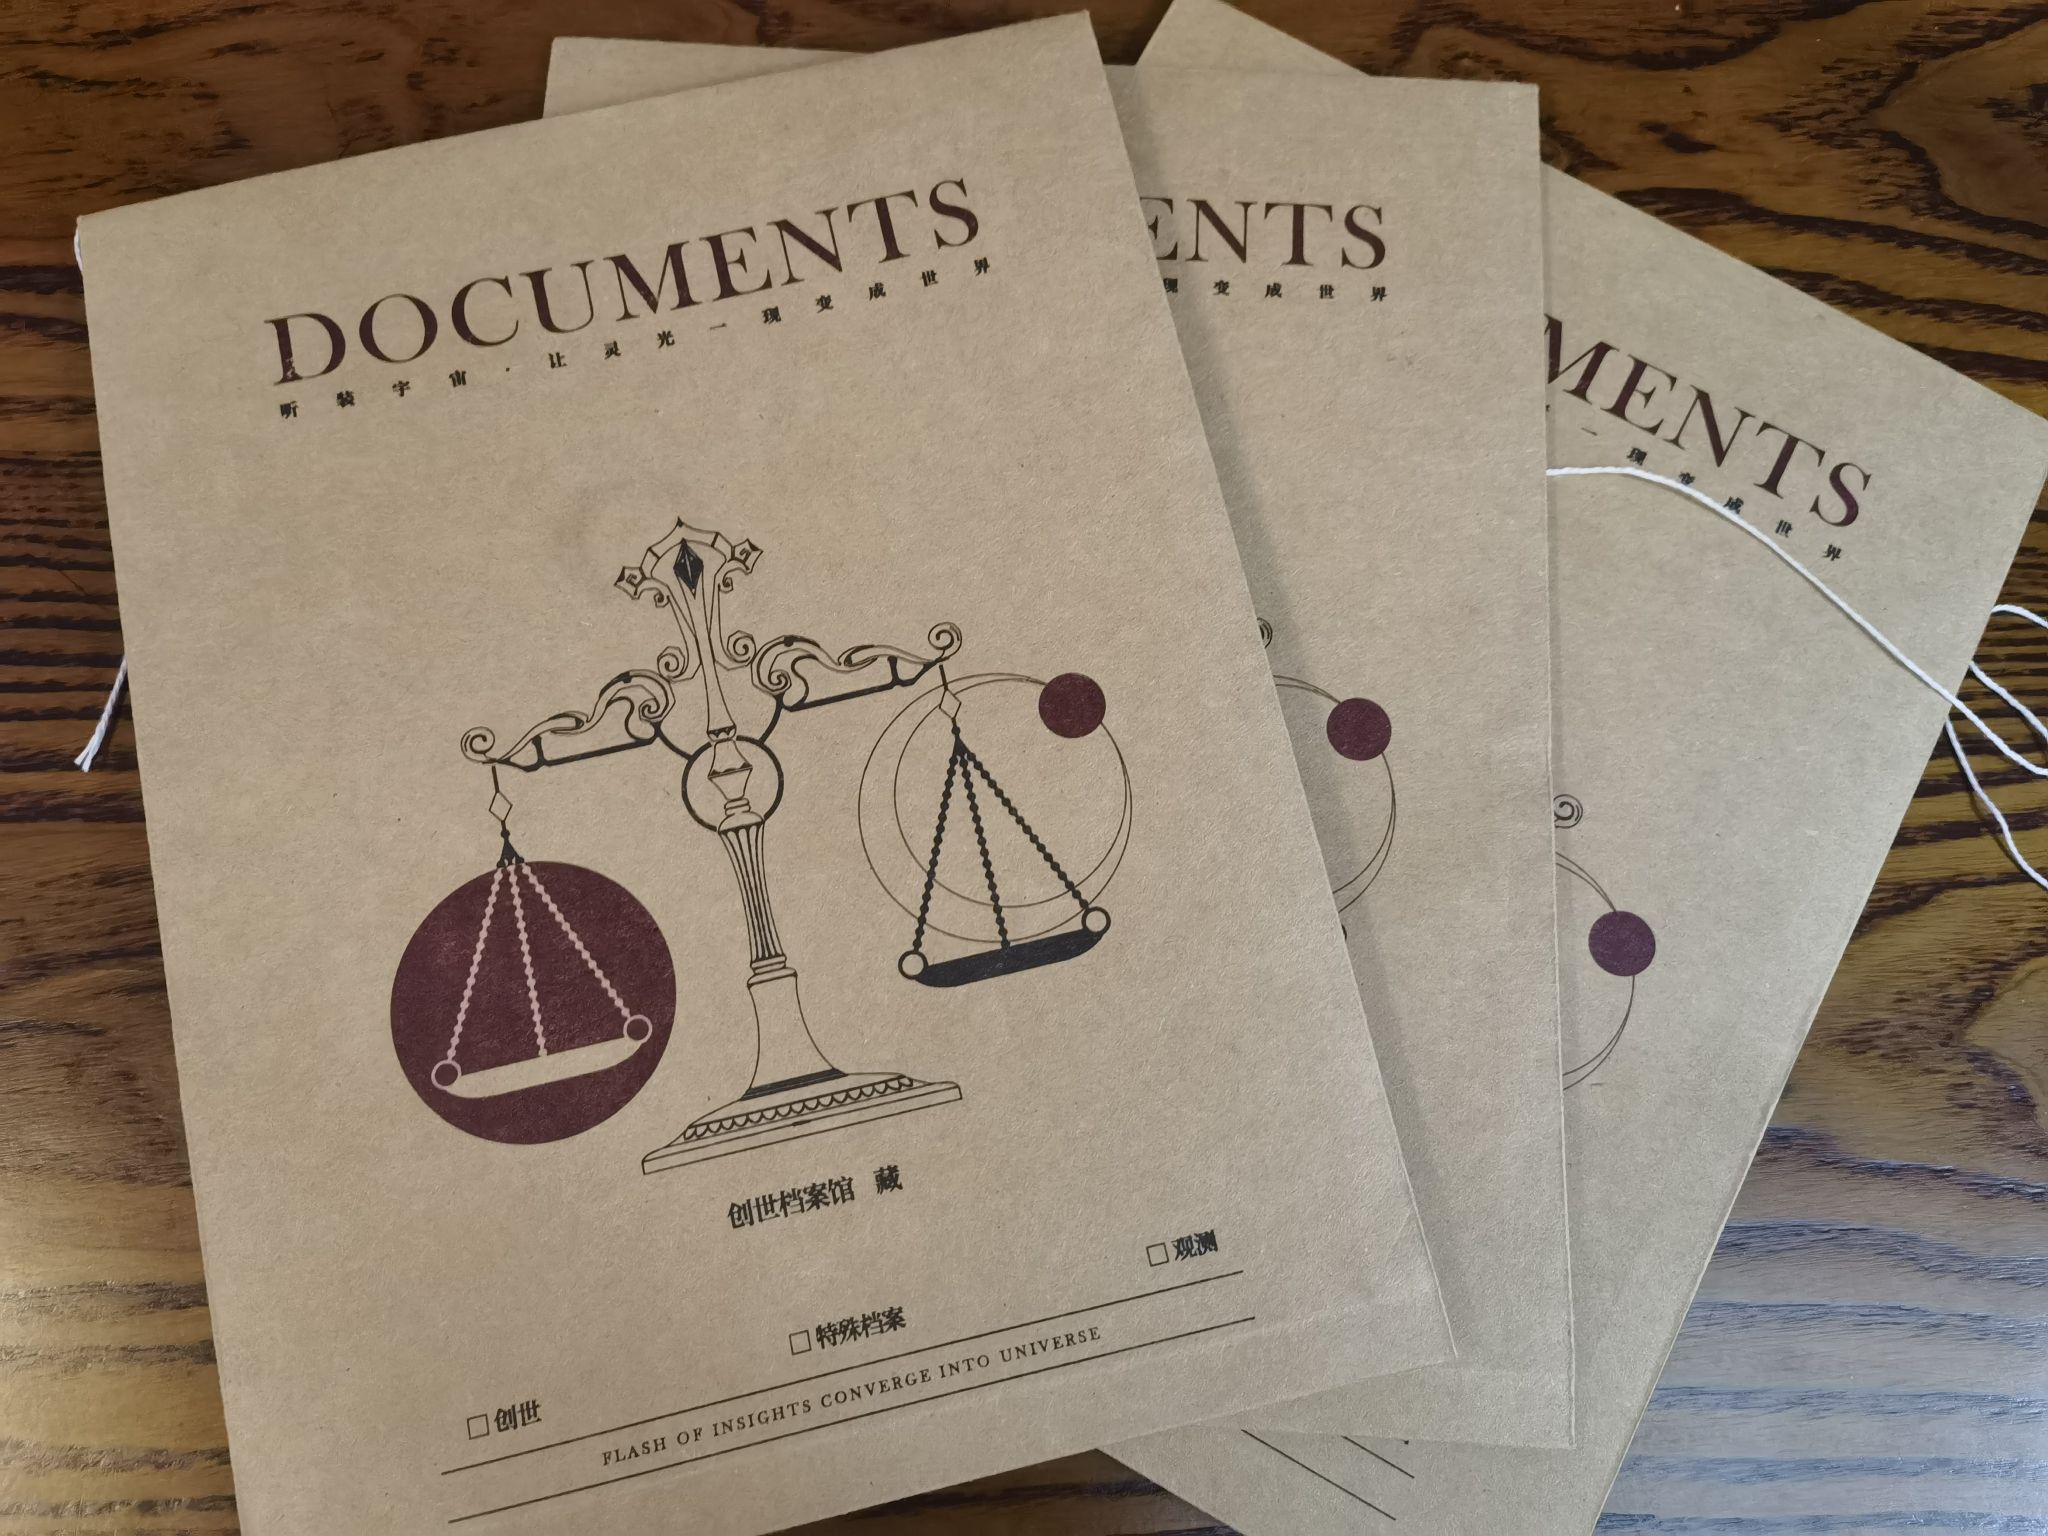 DOCUMENTS
听装宇宙·让灵光一现变成世界
创世档案馆 藏
□创世
□特殊档案
□观测
FLASH OF INSIGHTS CONVERGE INTO UNIVERSE
ENTS
现变成世界
MENTS
一现变成世界